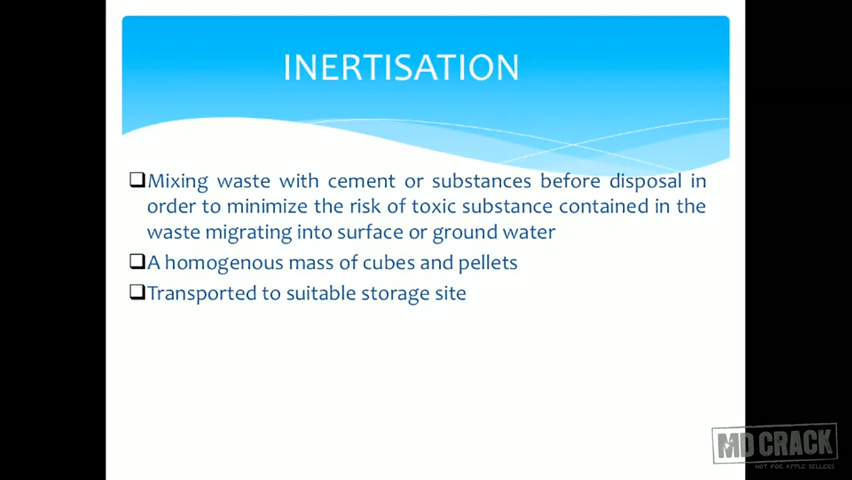 INERTISATION
Mixing waste with cement or substances before disposal in
order to minimize the risk of toxic substance contained in the
waste migrating into surface or ground water
A homogenous mass of cubes and pellets
Transported to suitable storage site
MD CRACK
NOT FOR APPLE SELLERS